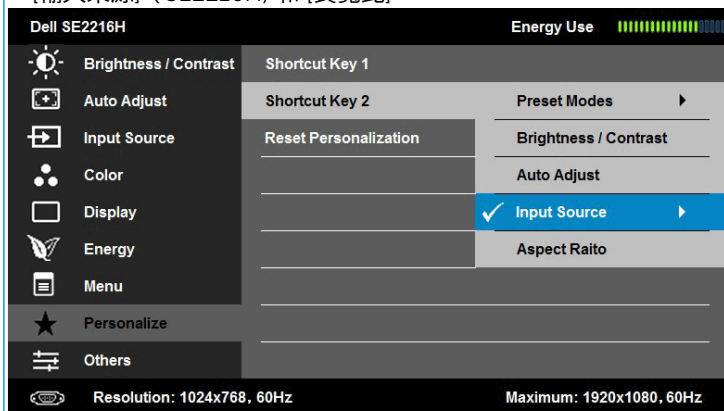 Dell SE2216H Energy Use
Brightness / Contrast Shortcut Key 1
Auto Adjust Shortcut Key 2 Preset Modes
Input Source Reset Personalization Brightness / Contrast
Color Auto Adjust
Display Input Source
Energy Aspect Raito
Menu
Personalize
Others
Resolution: 1024x768, 60Hz Maximum: 1920x1080, 60Hz